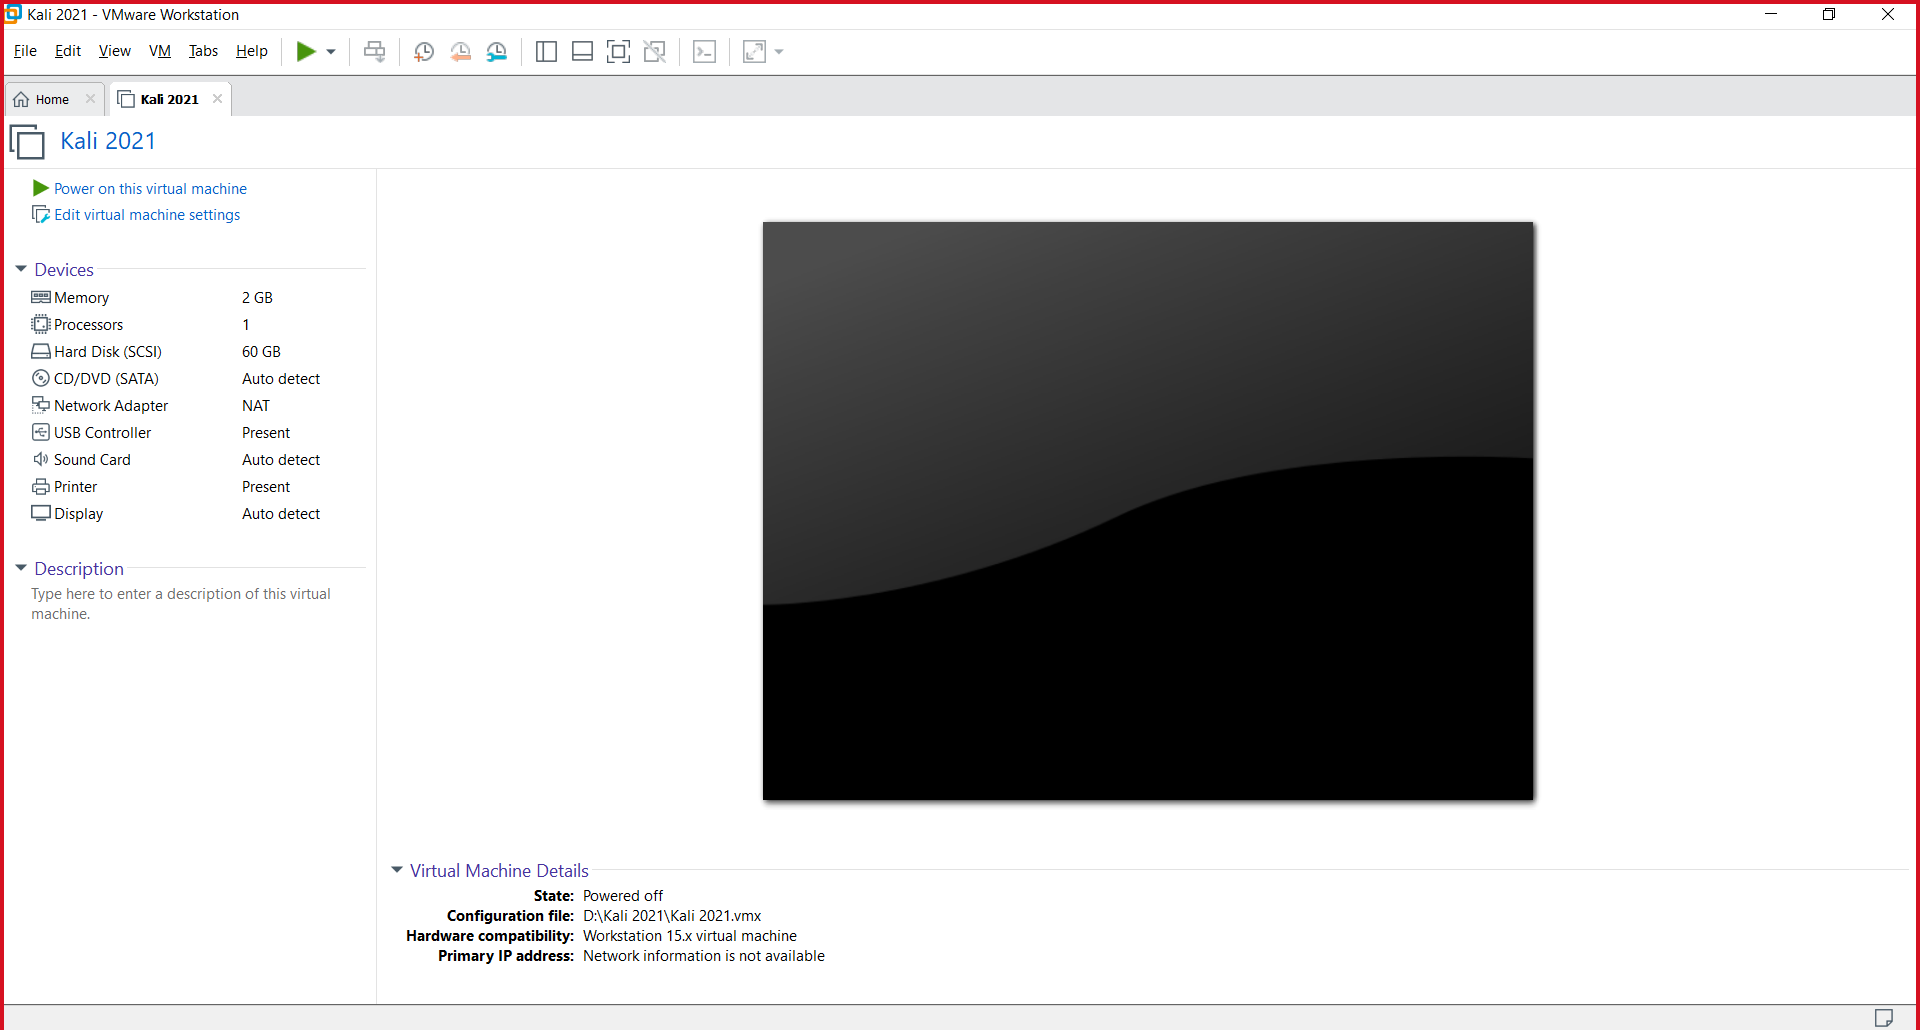 Kali 2021 - VMware Workstation
File Edit View VM Tabs Help
Home Kali 2021
Kali 2021
Power on this virtual machine
Edit virtual machine settings
Devices
Memory 2 GB
Processors 1
Hard Disk (SCSI) 60 GB
CD/DVD (SATA) Auto detect
Network Adapter NAT
USB Controller Present
Sound Card Auto detect
Printer Present
Display Auto detect
Description
Type here to enter a description of this virtual
machine.
Virtual Machine Details
State: Powered off
Configuration file: D:\Kali 2021\Kali 2021.vmx
Hardware compatibility: Workstation 15.x virtual machine
Primary IP address: Network information is not available